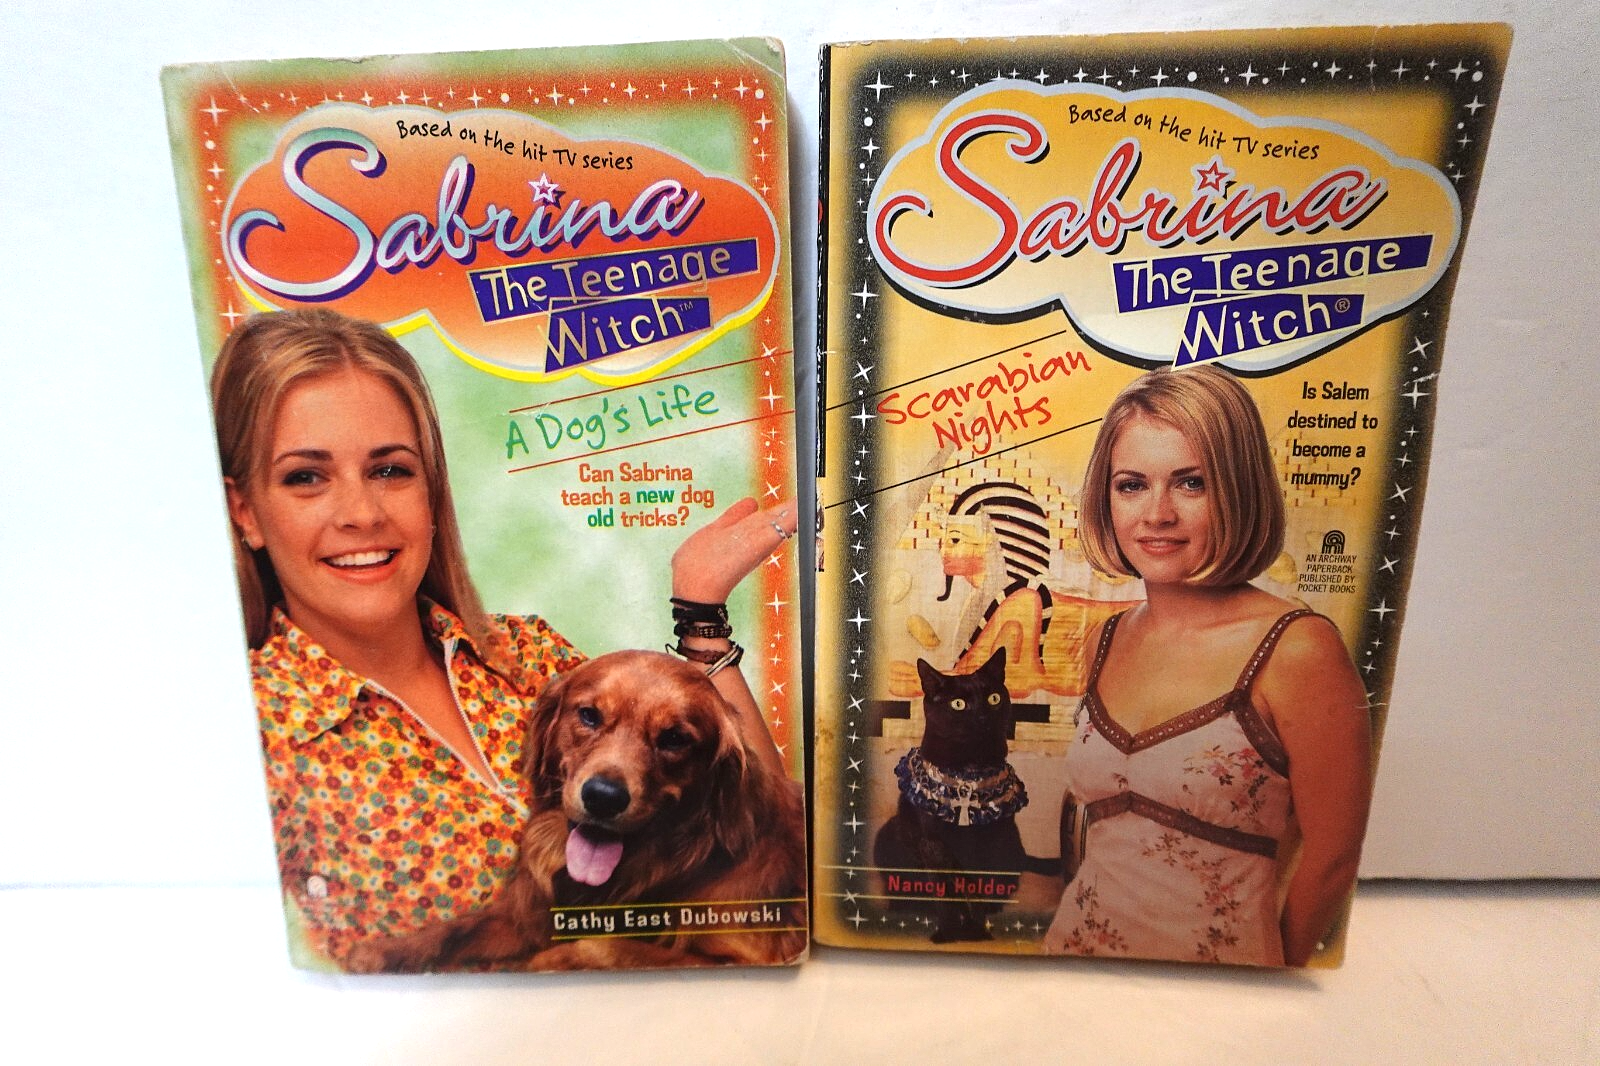 Based on the hit TV series
Sabrina
The Teenage
Witch™
A Dog's Life
Can Sabrina
teach a new dog
old tricks?
Cathy East Dubowski
Based on the hit TV series
Sabrina
The Teenage
Witch®
Scarabian
Nights
Is Salem
destined to
become a
mummy?
AN ARCHWAY
PAPERBACK
PUBLISHED BY
POCKET BOOKS
Nancy Holder